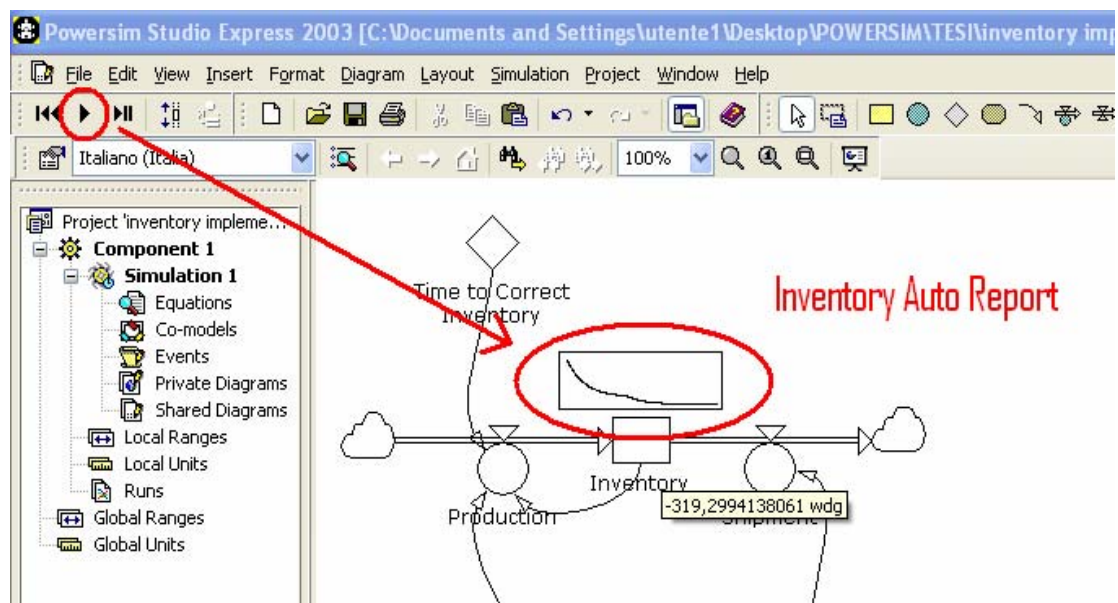 Powersim Studio Express 2003 [C:\Documents and Settings\utente1\Desktop\POWERSIM\TESI\inventory imp
File Edit View Insert Format Diagram Layout Simulation Project Window Help
Italiano (Italia) 100%
Project 'inventory impleme...
Component 1
Simulation 1
Equations
Co-models
Events
Private Diagrams
Shared Diagrams
Local Ranges
Local Units
Runs
Global Ranges
Global Units
Time to Correct
Inventory
Inventory Auto Report
Inventory
-319,2994138061 wdg
Production
Shipment